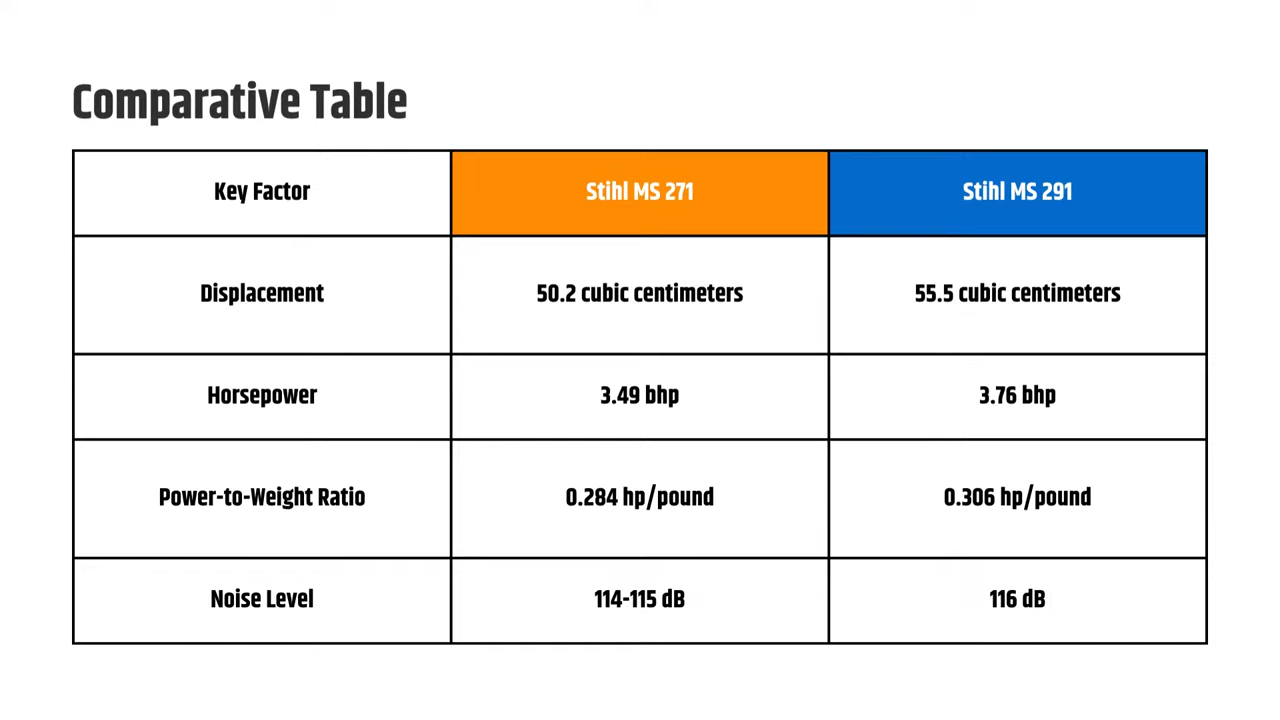 Comparative Table
Key Factor
Stihl MS 271
Stihl MS 291
Displacement
50.2 cubic centimeters
55.5 cubic centimeters
Horsepower
3.49 bhp
3.76 bhp
Power-to-Weight Ratio
0.284 hp/pound
0.306 hp/pound
Noise Level
114-115 dB
116 dB